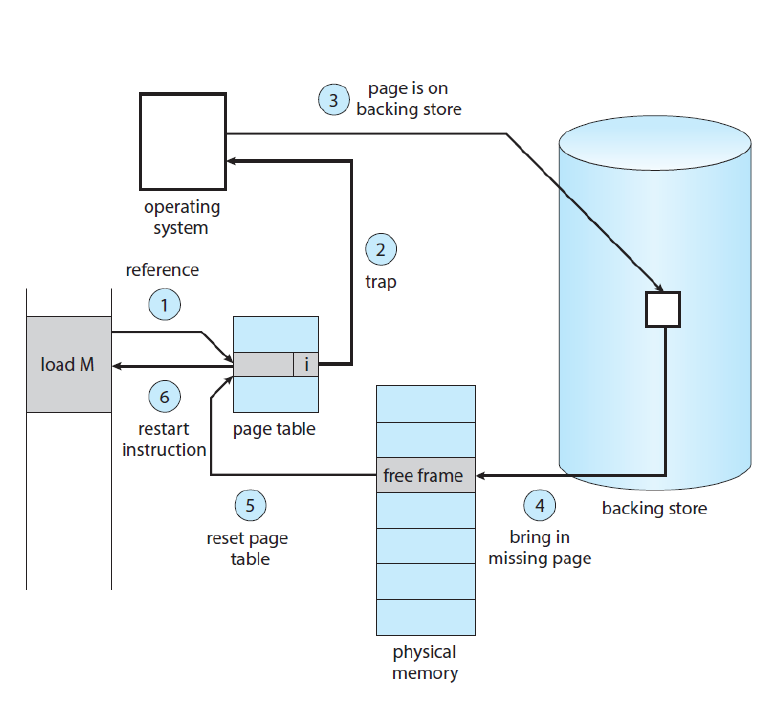 3
page is on
backing store
operating
system
2
trap
reference
1
load M
i
6
restart
instruction
page table
free frame
5
reset page
table
4
bring in
missing page
backing store
physical
memory